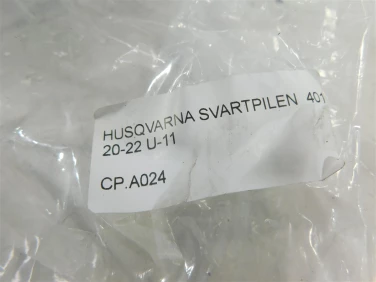 HUSQVARNA SVARTPILEN 401
20-22 U-11
CP.A024